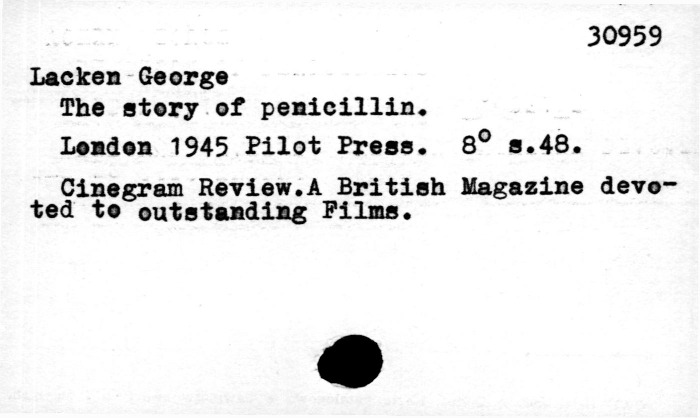 30959
Lacken George
The story of penicillin.
London 1945 Pilot Press. 8° s.48.
Cinegram Review.A British Magazine devo-
ted to outstanding Films.